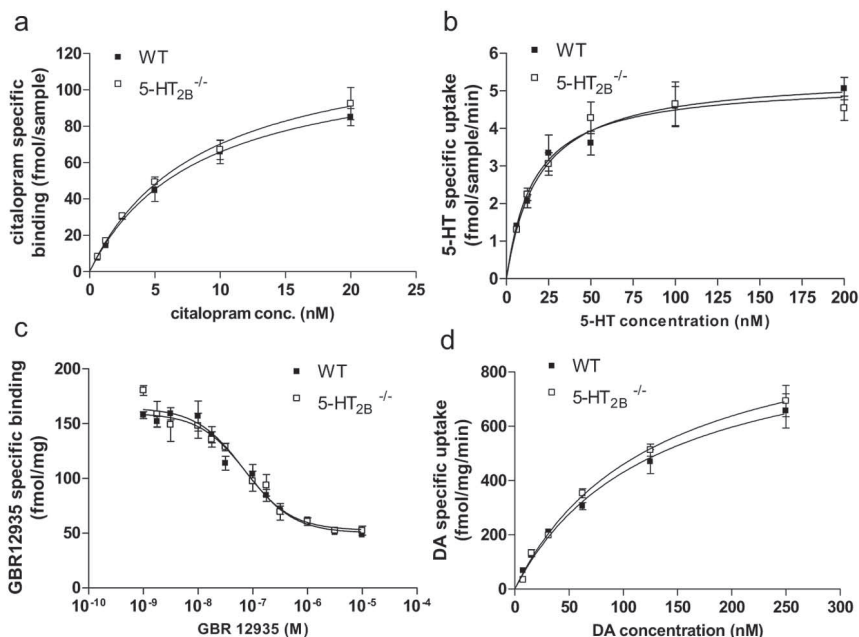 a
WT
5-HT2B-/-
citalopram specific
binding (fmol/sample)
120
100
80
60
40
20
0
0 5 10 15 20 25
citalopram conc. (nM)
b
WT
5-HT2B-/-
5-HT specific uptake
(fmol/sample/min)
6
5
4
3
2
1
0
0 25 50 75 100 125 150 175 200
5-HT concentration (nM)
c
WT
5-HT2B -/-
GBR12935 specific binding
(fmol/mg)
200
150
100
50
0
10-10 10-9 10-8 10-7 10-6 10-5 10-4
GBR 12935 (M)
d
WT
5-HT2B -/-
DA specific uptake
(fmol/mg/min)
800
600
400
200
0
0 50 100 150 200 250 300
DA concentration (nM)